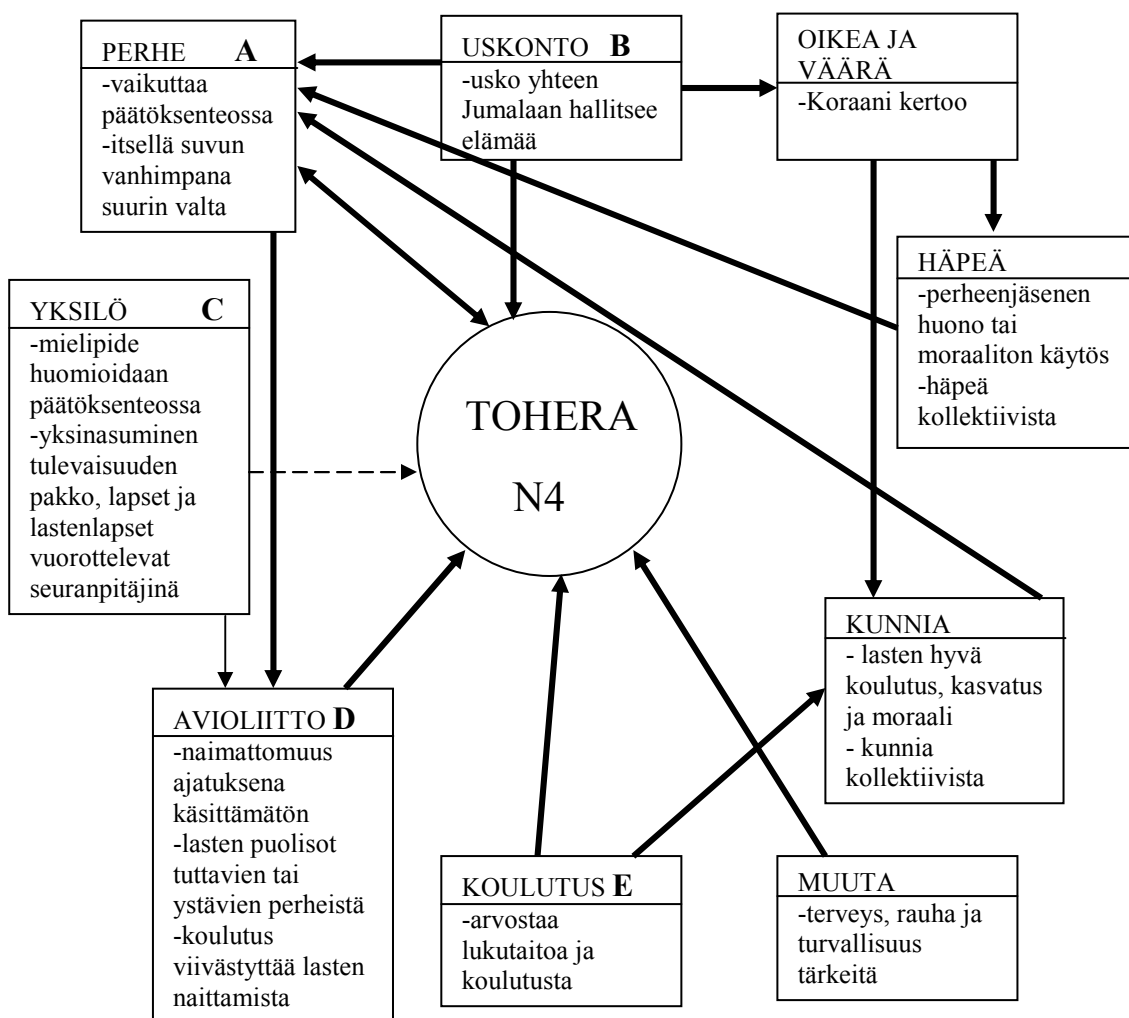 PERHE A
-vaikuttaa
päätöksenteossa
-itsellä suvun
vanhimpana
suurin valta
USKONTO B
-usko yhteen
Jumalaan hallitsee
elämää
OIKEA JA
VÄÄRÄ
-Koraani kertoo
HÄPEÄ
-perheenjäsenen
huono tai
moraaliton käytös
-häpeä
kollektiivista
YKSILÖ C
-mielipide
huomioidaan
päätöksenteossa
-yksinasuminen
tulevaisuuden
pakko, lapset ja
lastenlapset
vuorottelevat
seuranpitäjinä
TOHERA
N4
KUNNIA
- lasten hyvä
koulutus, kasvatus
ja moraali
- kunnia
kollektiivista
AVIOLIITTO D
-naimattomuus
ajatuksena
käsittämätön
-lasten puolisot
tuttavien tai
ystävien perheistä
-koulutus
viivästyttää lasten
naittamista
KOULUTUS E
-arvostaa
lukutaitoa ja
koulutusta
MUUTA
-terveys, rauha ja
turvallisuus
tärkeitä